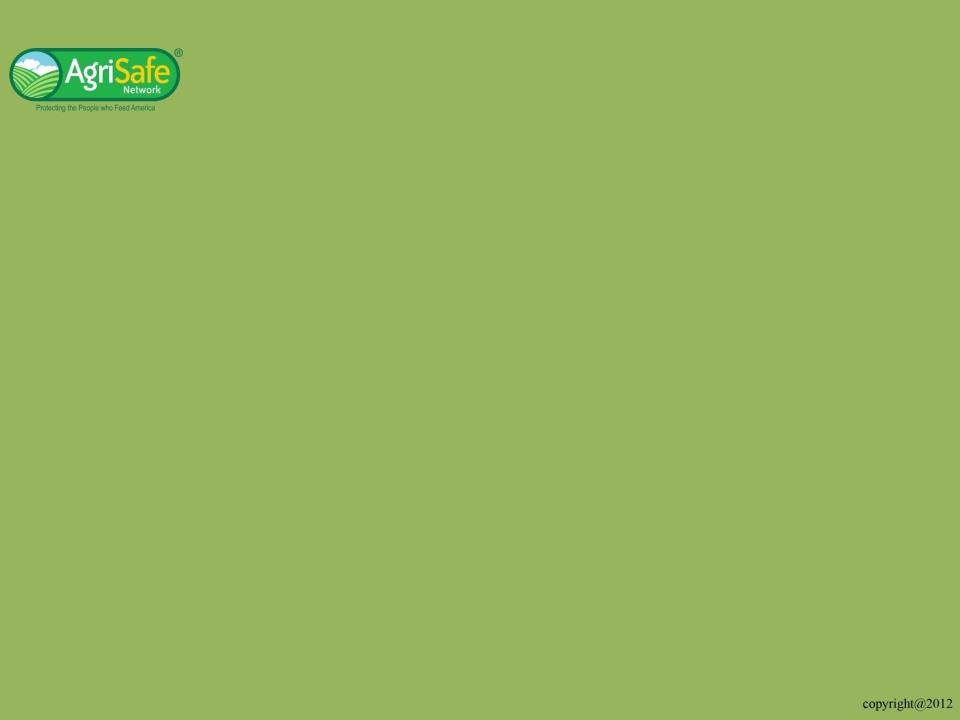 AgriSafe
Network
®
Protecting the People who Feed America
copyright@2012